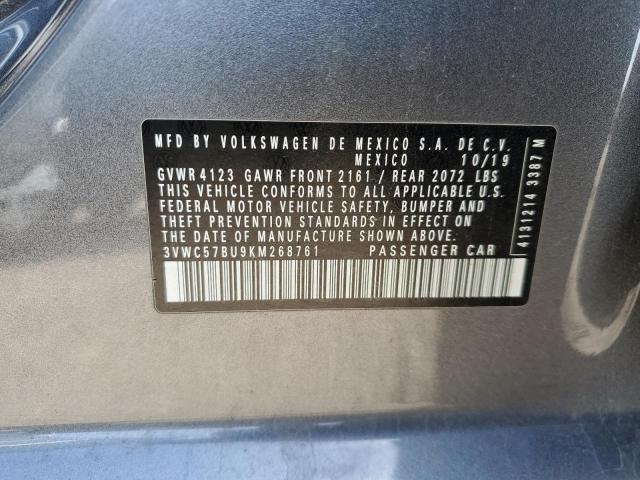 MFD BY VOLKSWAGEN DE MEXICO S.A. DE C.V.
MEXICO 10/19
GVWR 4123 GAWR FRONT 2161 / REAR 2072 LBS
THIS VEHICLE CONFORMS TO ALL APPLICABLE U.S.
FEDERAL MOTOR VEHICLE SAFETY, BUMPER AND
THEFT PREVENTION STANDARDS IN EFFECT ON
THE DATE OF MANUFACTURE SHOWN ABOVE.
3VWC57BU9KM268761 PASSENGER CAR
4131214 3387 M